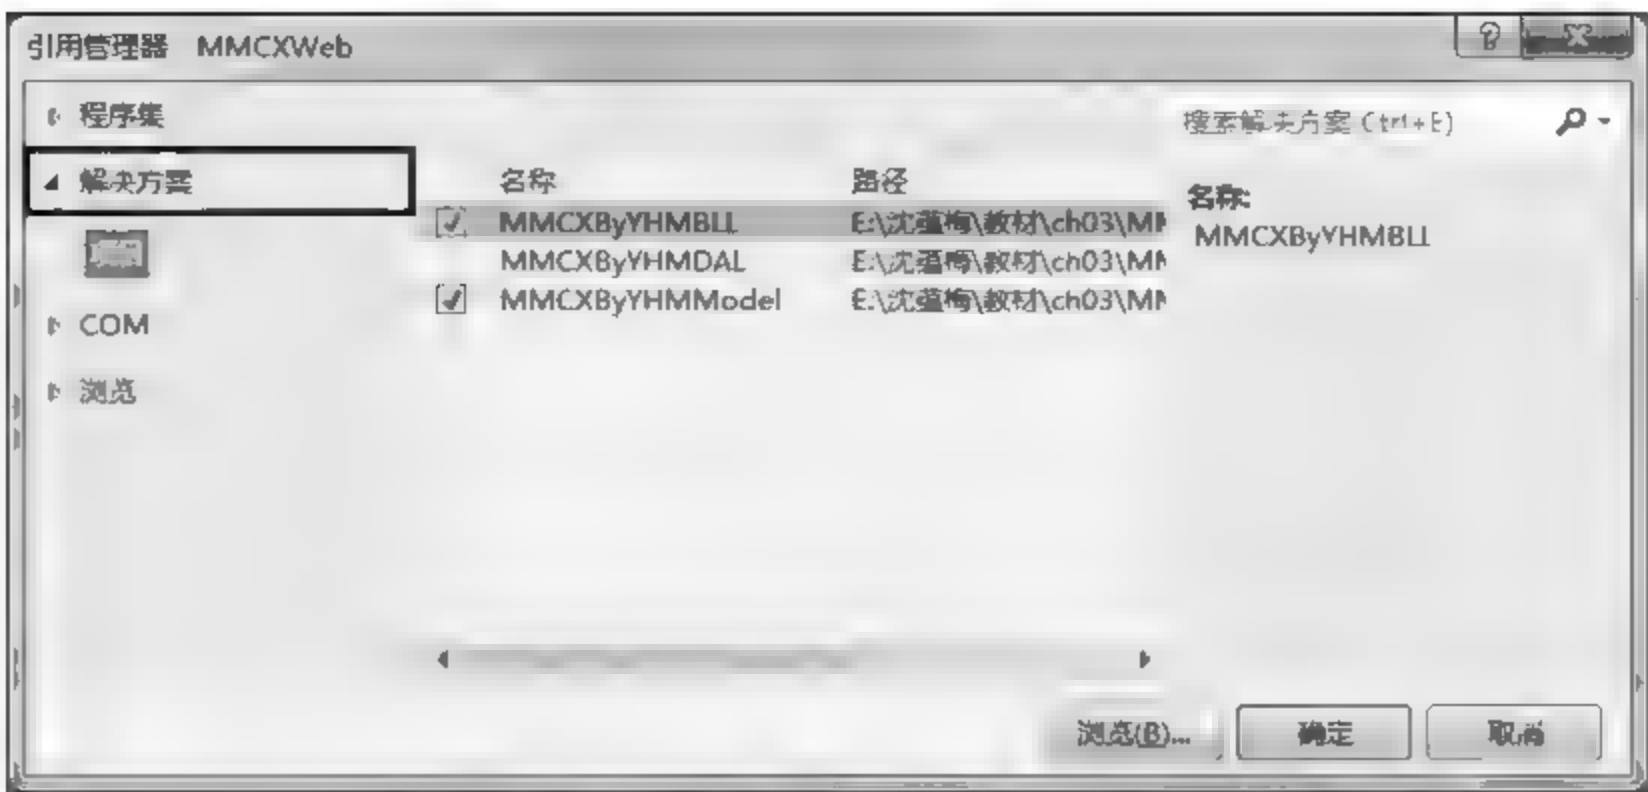 引用管理器 MMCXWeb
程序集
搜索解决方案 (Ctrl+E)
解决方案
名称 路径
MMCXByYHMBLL E:\沈蕴梅\教材\ch03\MM
MMCXByYHMDAL E:\沈蕴梅\教材\ch03\MM
MMCXByYHMModel E:\沈蕴梅\教材\ch03\MM
名称:
MMCXByYHMBLL
COM
浏览
浏览(B)... 确定 取消